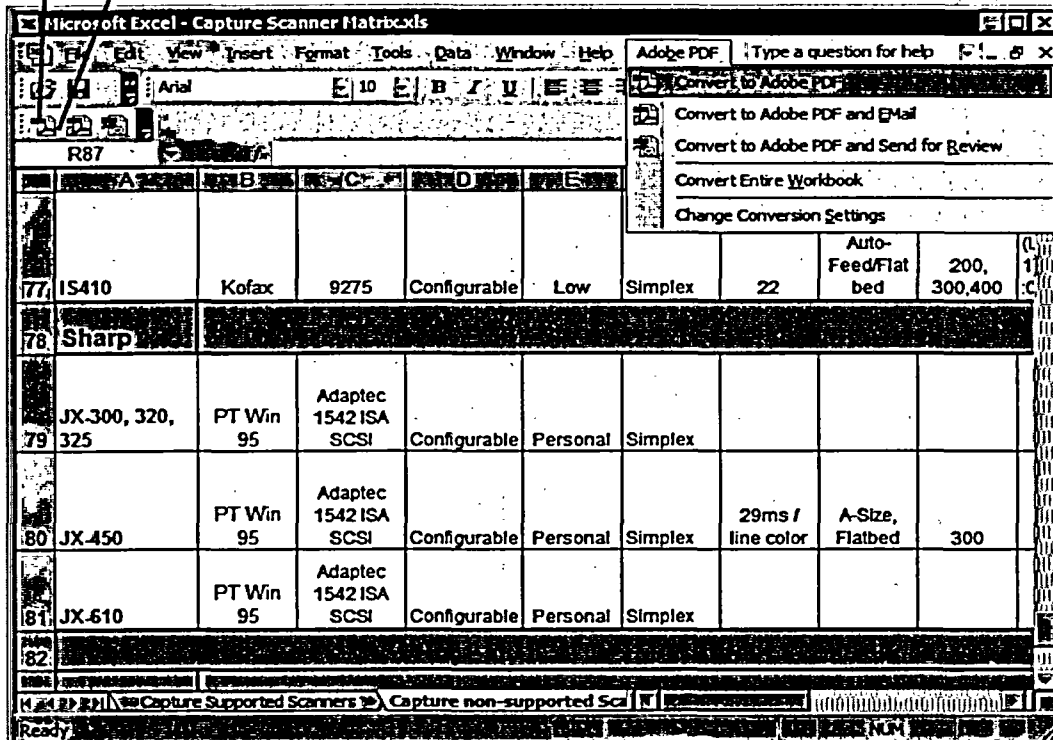 Microsoft Excel - Capture Scanner Matrix.xls
Edit View Insert Format Tools Data Window Help Adobe PDF Type a question for help
Arial 10 B I U Convert to Adobe PDF
Convert to Adobe PDF and EMail
Convert to Adobe PDF and Send for Review
R87
Convert Entire Workbook
A B C D E
Change Conversion Settings
77 IS410 Kofax 9275 Configurable Low Simplex 22 Auto-Feed/Flat bed 200, 300,400
78 Sharp
79 JX-300, 320, 325 PT Win 95 Adaptec 1542 ISA SCSI Configurable Personal Simplex
80 JX-450 PT Win 95 Adaptec 1542 ISA SCSI Configurable Personal Simplex 29ms / line color A-Size, Flatbed 300
81 JX-610 PT Win 95 Adaptec 1542 ISA SCSI Configurable Personal Simplex
82
Capture Supported Scanners Capture non-supported Sca
Ready NUM